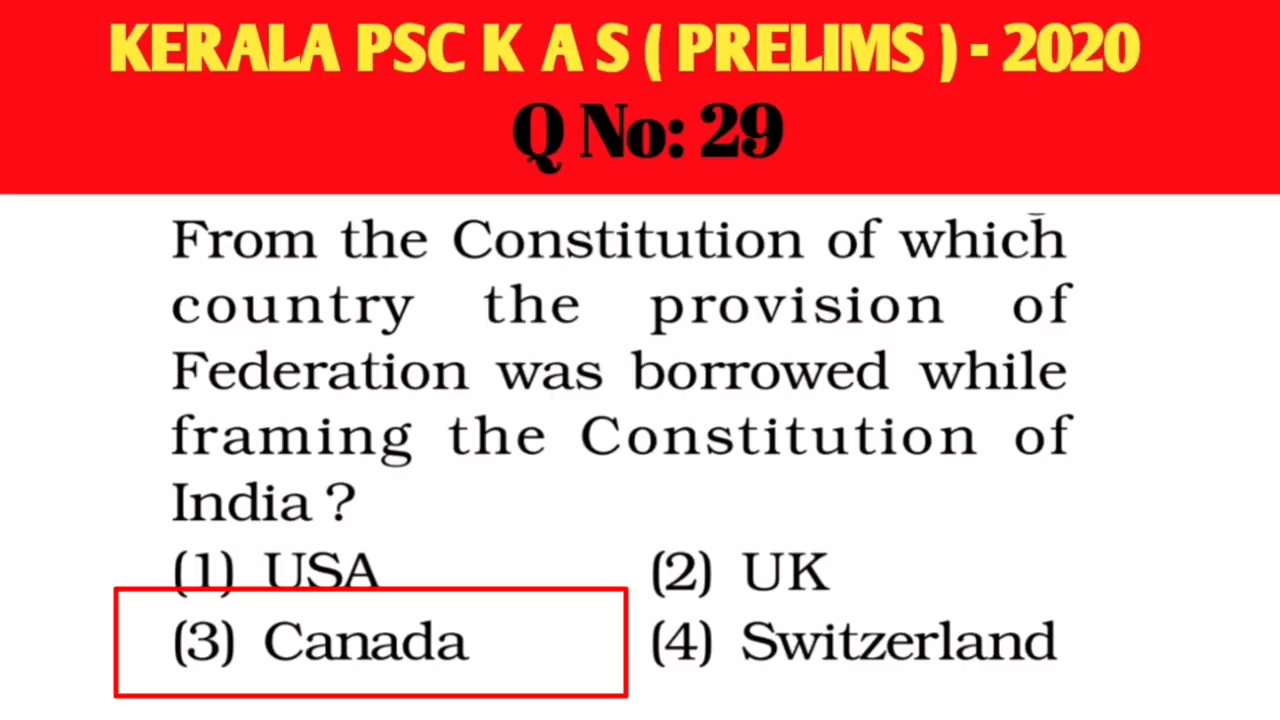 KERALA PSC K A S ( PRELIMS ) - 2020
Q No: 29
From the Constitution of which
country the provision of
Federation was borrowed while
framing the Constitution of
India ?
(1) USA (2) UK
(3) Canada (4) Switzerland